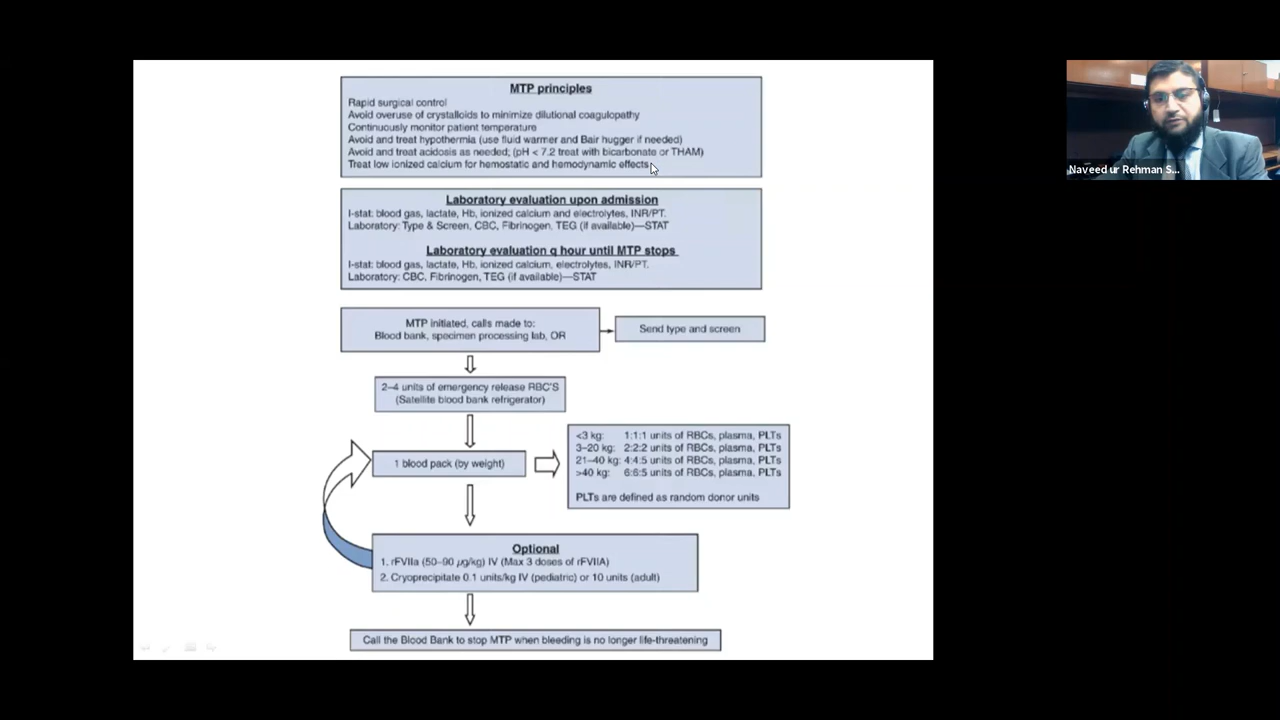 MTP principles
Rapid surgical control
Avoid overuse of crystalloids to minimize dilutional coagulopathy
Continuously monitor patient temperature
Avoid and treat hypothermia (use fluid warmer and Bair hugger if needed)
Avoid and treat acidosis as needed; (pH < 7.2 treat with bicarbonate or THAM)
Treat low ionized calcium for hemostatic and hemodynamic effects
Laboratory evaluation upon admission
I-stat: blood gas, lactate, Hb, ionized calcium and electrolytes, INR/PT.
Laboratory: Type & Screen, CBC, Fibrinogen, TEG (if available)—STAT
Laboratory evaluation q hour until MTP stops
I-stat: blood gas, lactate, Hb, ionized calcium, electrolytes, INR/PT.
Laboratory: CBC, Fibrinogen, TEG (if available)—STAT
MTP initiated, calls made to:
Blood bank, specimen processing lab, OR
Send type and screen
2–4 units of emergency release RBC'S
(Satellite blood bank refrigerator)
1 blood pack (by weight)
<3 kg: 1:1:1 units of RBCs, plasma, PLTs
3–20 kg: 2:2:2 units of RBCs, plasma, PLTs
21–40 kg: 4:4:5 units of RBCs, plasma, PLTs
>40 kg: 6:6:5 units of RBCs, plasma, PLTs
PLTs are defined as random donor units
Optional
1. rFVIIa (50–90 µg/kg) IV (Max 3 doses of rFVIIA)
2. Cryoprecipitate 0.1 units/kg IV (pediatric) or 10 units (adult)
Call the Blood Bank to stop MTP when bleeding is no longer life-threatening
Naveed ur Rehman S...